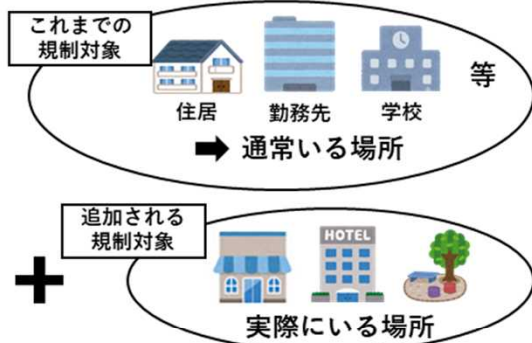 これまでの
規制対象
住居
勤務先
学校
等
➡ 通常いる場所
追加される
規制対象
+
HOTEL
実際にいる場所